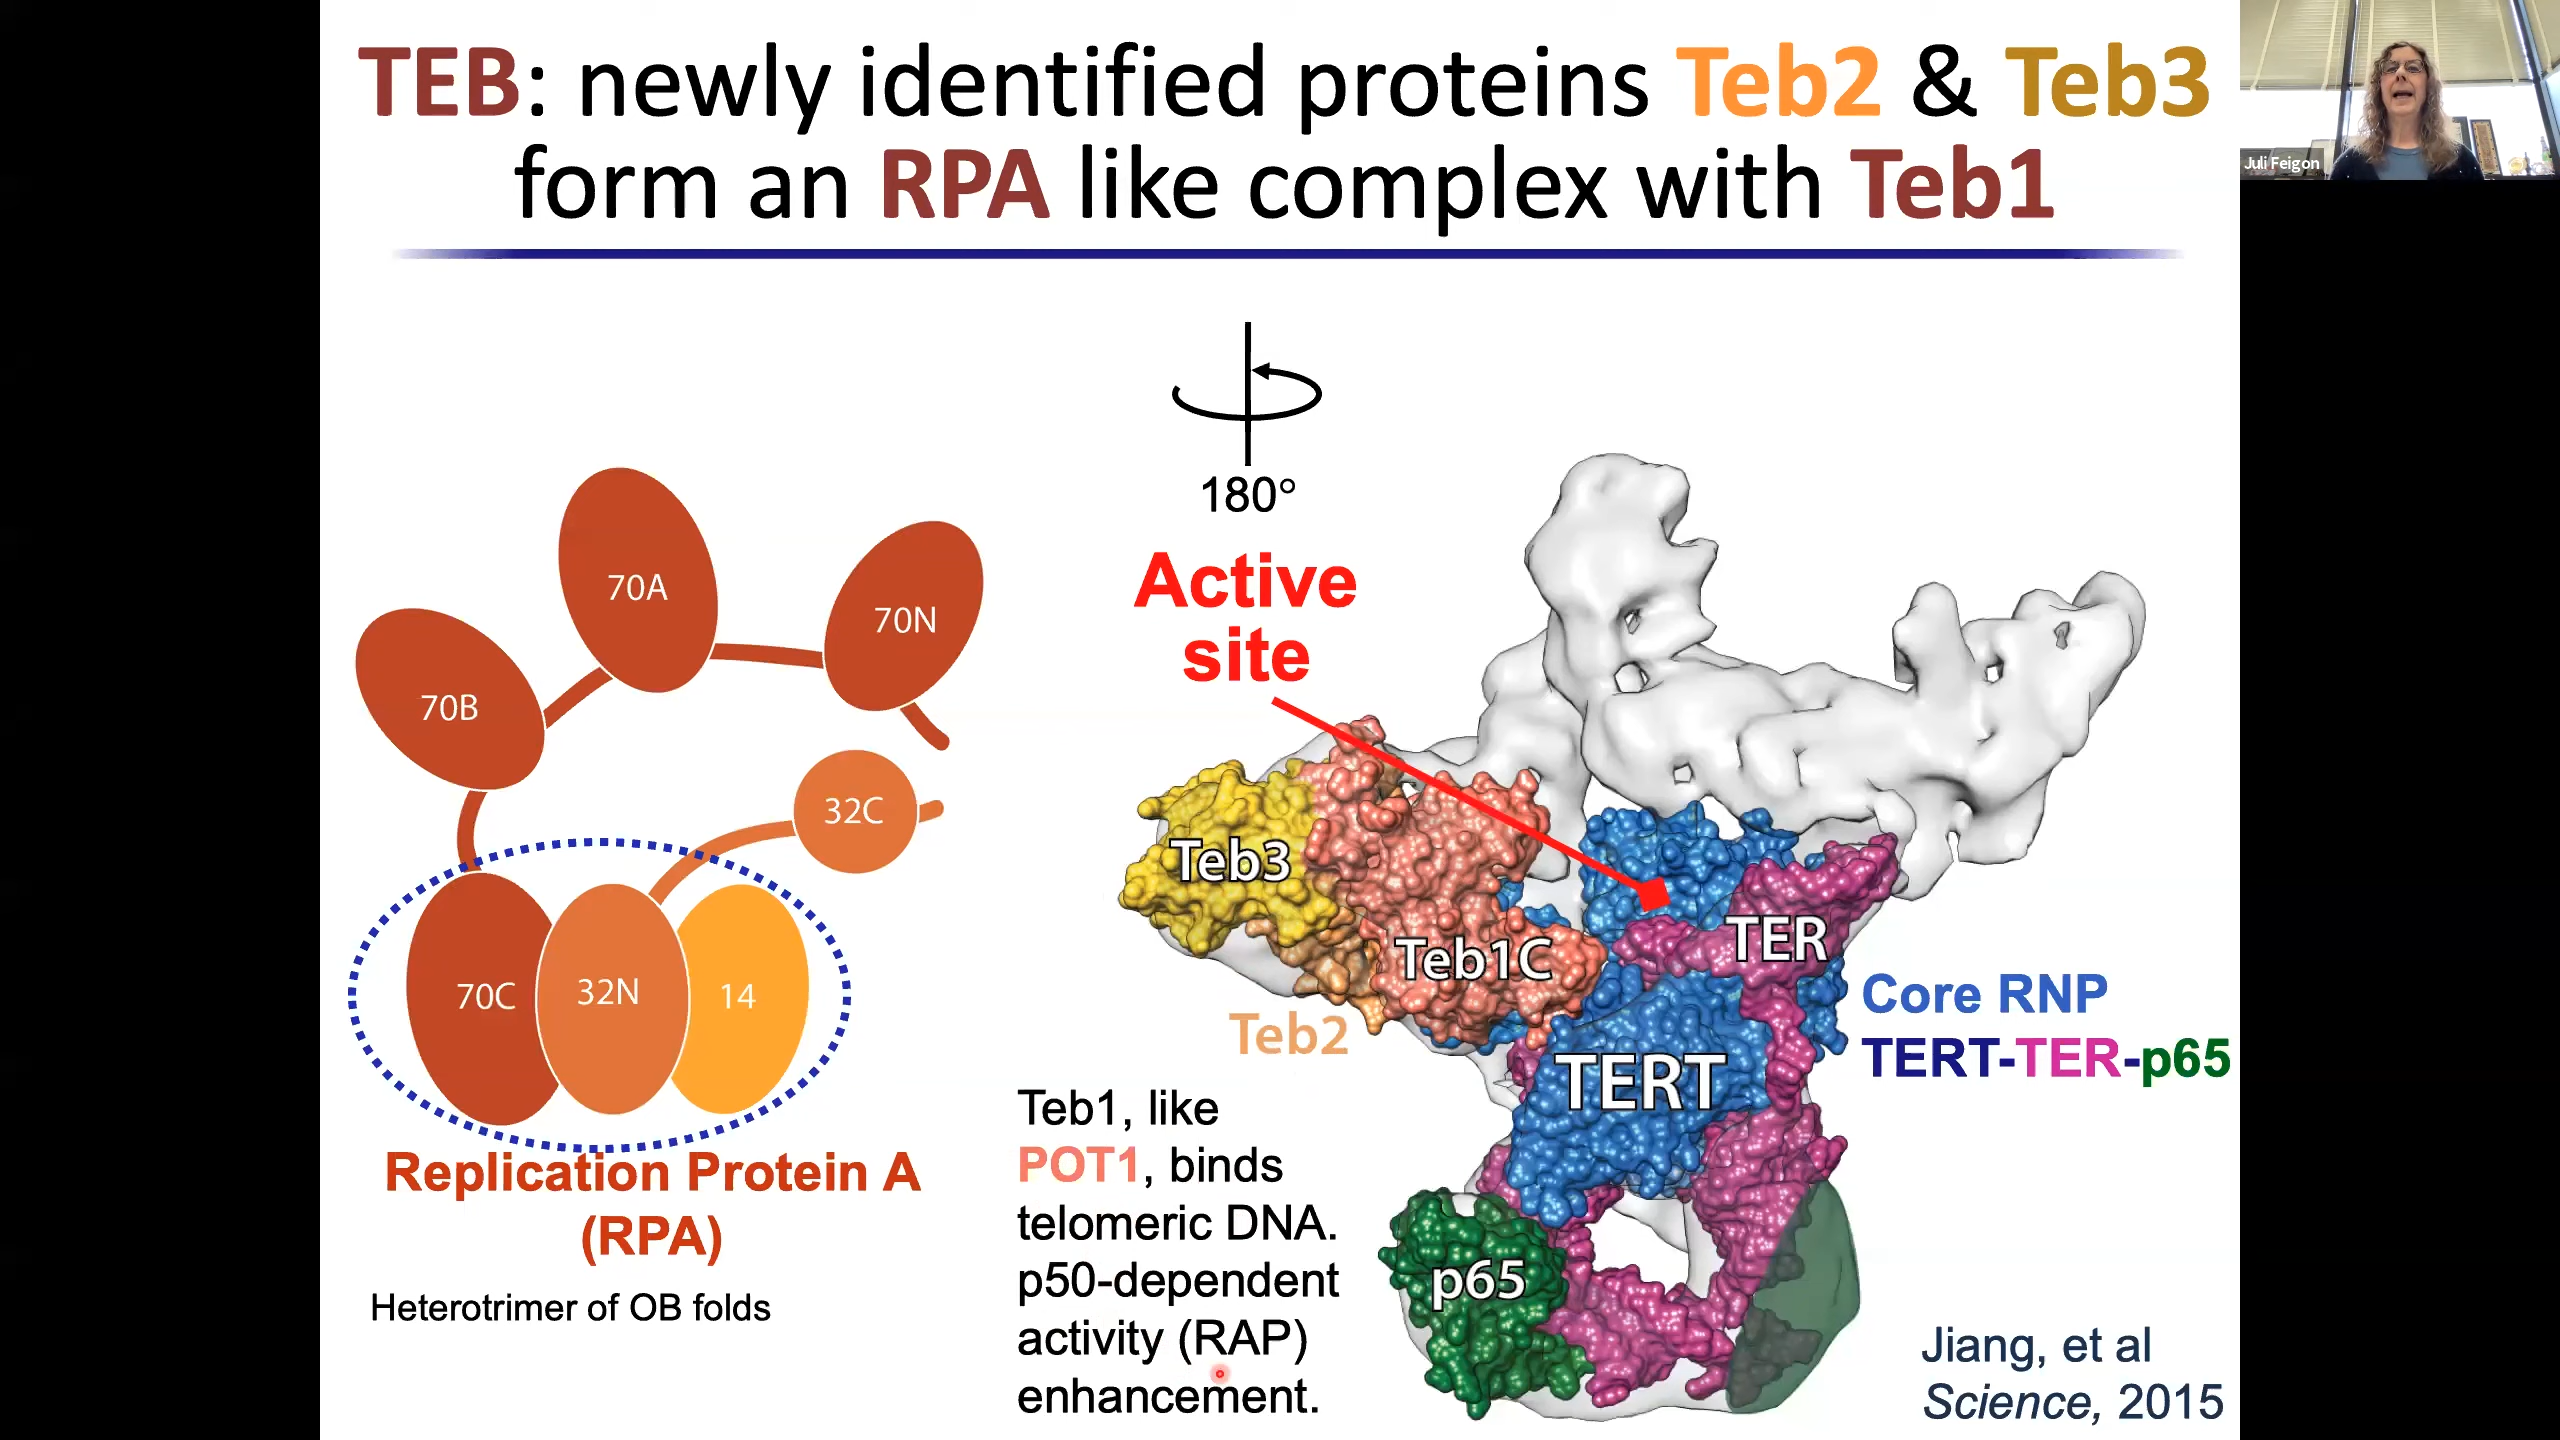 TEB: newly identified proteins Teb2 & Teb3
form an RPA like complex with Teb1
Juli Feigon
180°
Active
site
70A
70N
70B
32C
70C
32N
14
Replication Protein A
(RPA)
Heterotrimer of OB folds
Teb3
Teb1C
Teb2
TER
TERT
p65
Core RNP
TERT-TER-p65
Teb1, like
POT1, binds
telomeric DNA.
p50-dependent
activity (RAP)
enhancement.
Jiang, et al
Science, 2015